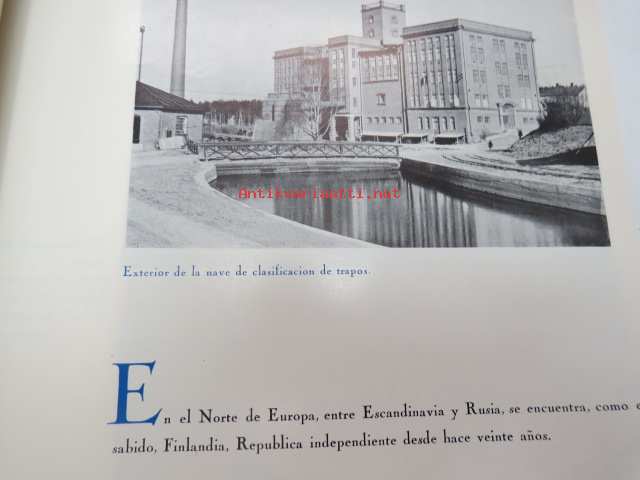 Antikvariaatti.net
Exterior de la nave de clasificacion de trapos.
En el Norte de Europa, entre Escandinavia y Rusia, se encuentra, como
sabido, Finlandia, Republica independiente desde hace veinte años.